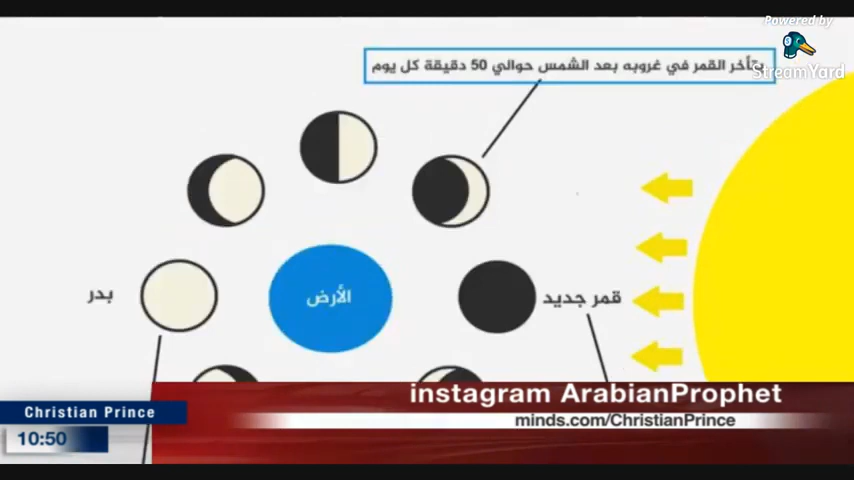 Powered by
StreamYard
يتأخر القمر في غروبه بعد الشمس حوالي 50 دقيقة كل يوم
قمر جديد
الأرض
بدر
instagram ArabianProphet
minds.com/ChristianPrince
Christian Prince
10:50